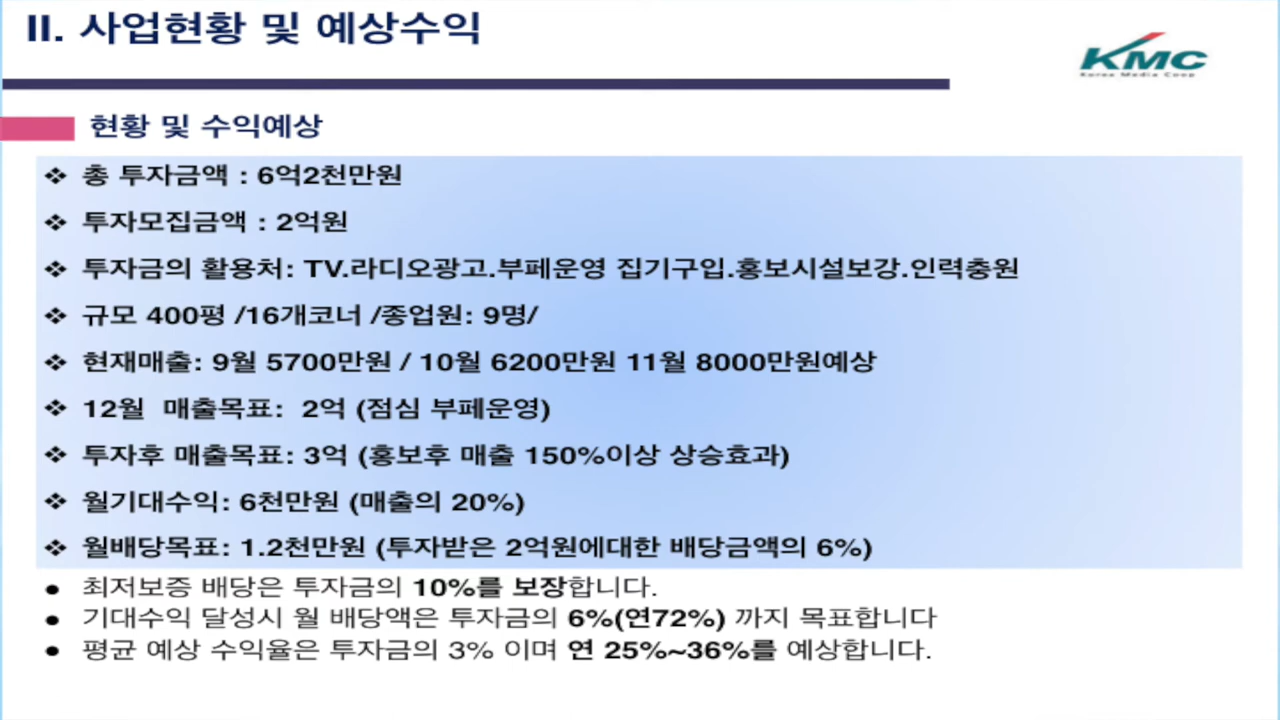 II. 사업현황 및 예상수익
KMC
Korea Media Coop
현황 및 수익예상
❖ 총 투자금액 : 6억2천만원
❖ 투자모집금액 : 2억원
❖ 투자금의 활용처: TV.라디오광고.부페운영 집기구입.홍보시설보강.인력충원
❖ 규모 400평 /16개코너 /종업원: 9명/
❖ 현재매출: 9월 5700만원 / 10월 6200만원 11월 8000만원예상
❖ 12월 매출목표: 2억 (점심 부페운영)
❖ 투자후 매출목표: 3억 (홍보후 매출 150%이상 상승효과)
❖ 월기대수익: 6천만원 (매출의 20%)
❖ 월배당목표: 1.2천만원 (투자받은 2억원에대한 배당금액의 6%)
● 최저보증 배당은 투자금의 10%를 보장합니다.
● 기대수익 달성시 월 배당액은 투자금의 6%(연72%) 까지 목표합니다
● 평균 예상 수익율은 투자금의 3% 이며 연 25%~36%를 예상합니다.